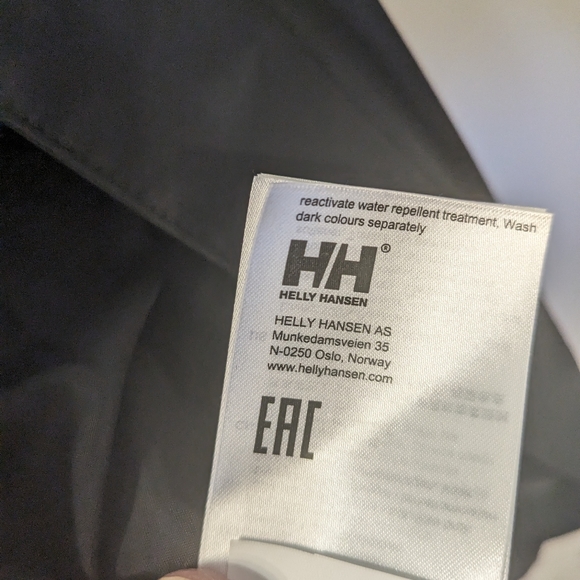 reactivate water repellent treatment, Wash
dark colours separately
HH®
HELLY HANSEN
HELLY HANSEN AS
Munkedamsveien 35
N-0250 Oslo, Norway
www.hellyhansen.com
EAC